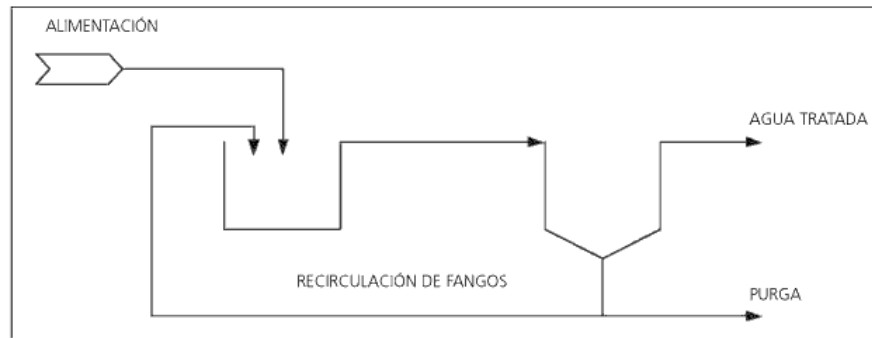 ALIMENTACIÓN
AGUA TRATADA
RECIRCULACIÓN DE FANGOS
PURGA